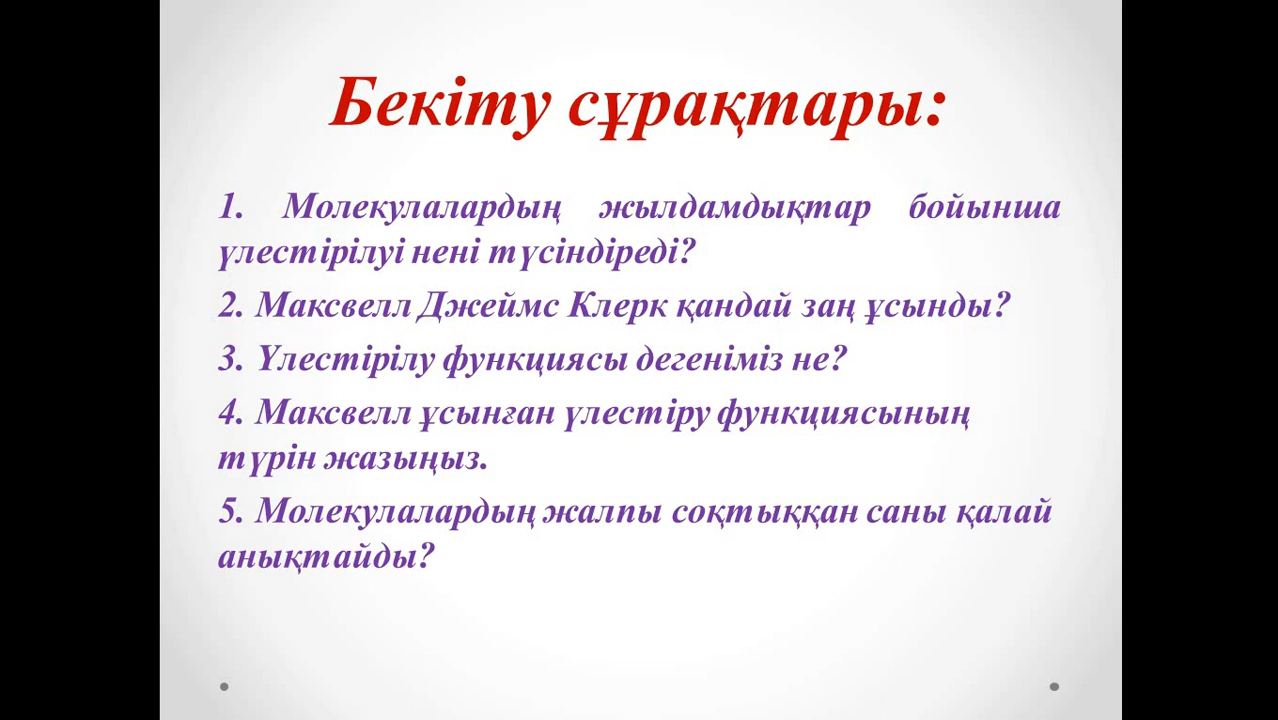 Бекіту сұрақтары:
1. Молекулалардың жылдамдықтар бойынша
үлестірілуі нені түсіндіреді?
2. Максвелл Джеймс Клерк қандай заң ұсынды?
3. Үлестірілу функциясы дегеніміз не?
4. Максвелл ұсынған үлестіру функциясының
түрін жазыңыз.
5. Молекулалардың жалпы соқтыққан саны қалай
анықтайды?